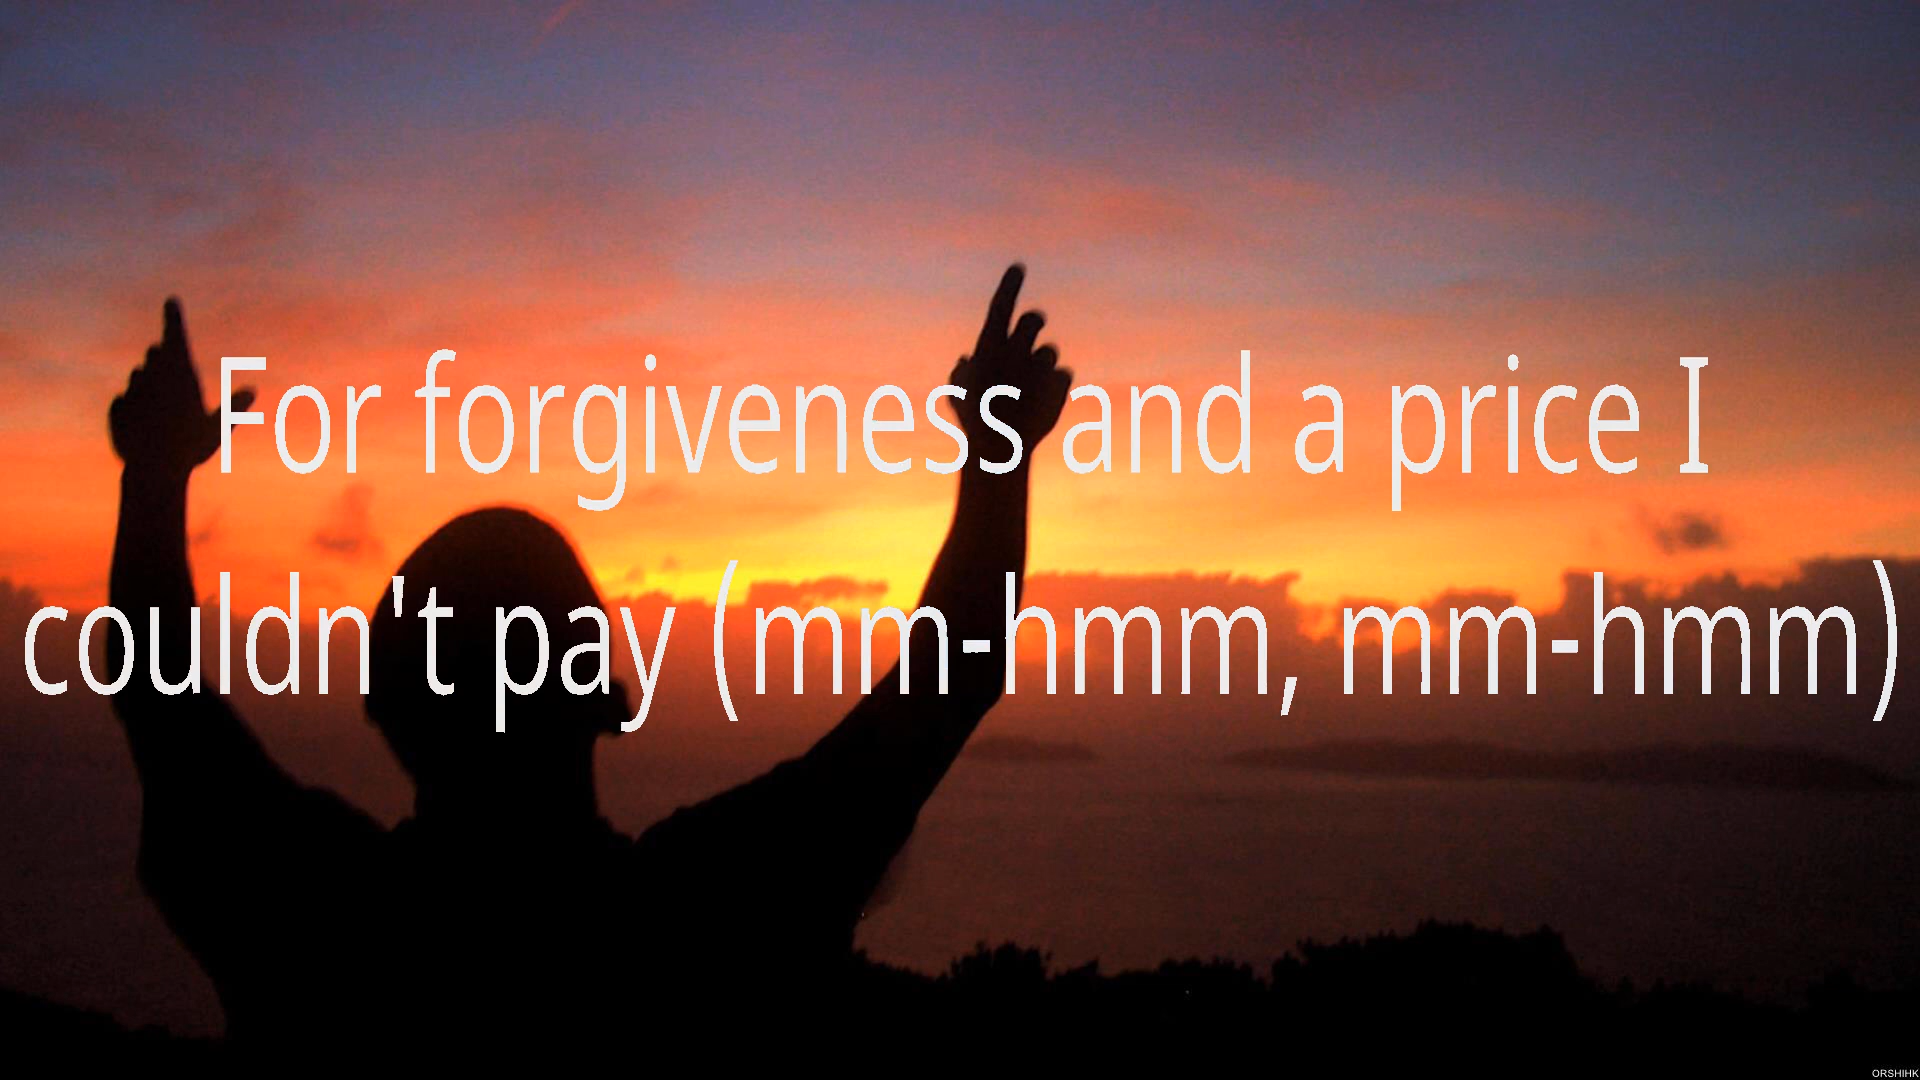 For forgiveness and a price I
couldn't pay (mm-hmm, mm-hmm)
ORSHIHK